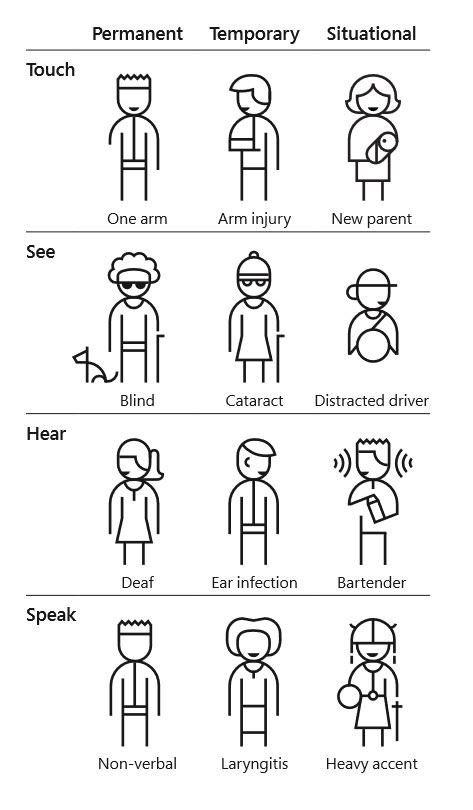 Permanent Temporary Situational
Touch
One arm Arm injury New parent
See
Blind Cataract Distracted driver
Hear
Deaf Ear infection Bartender
Speak
Non-verbal Laryngitis Heavy accent